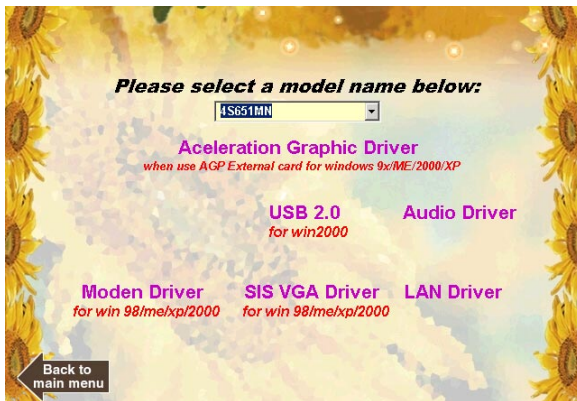 Please select a model name below:
4S651MN
Aceleration Graphic Driver
when use AGP External card for windows 9x/ME/2000/XP
USB 2.0 Audio Driver
for win2000
Moden Driver SIS VGA Driver LAN Driver
for win 98/me/xp/2000 for win 98/me/xp/2000
Back to
main menu